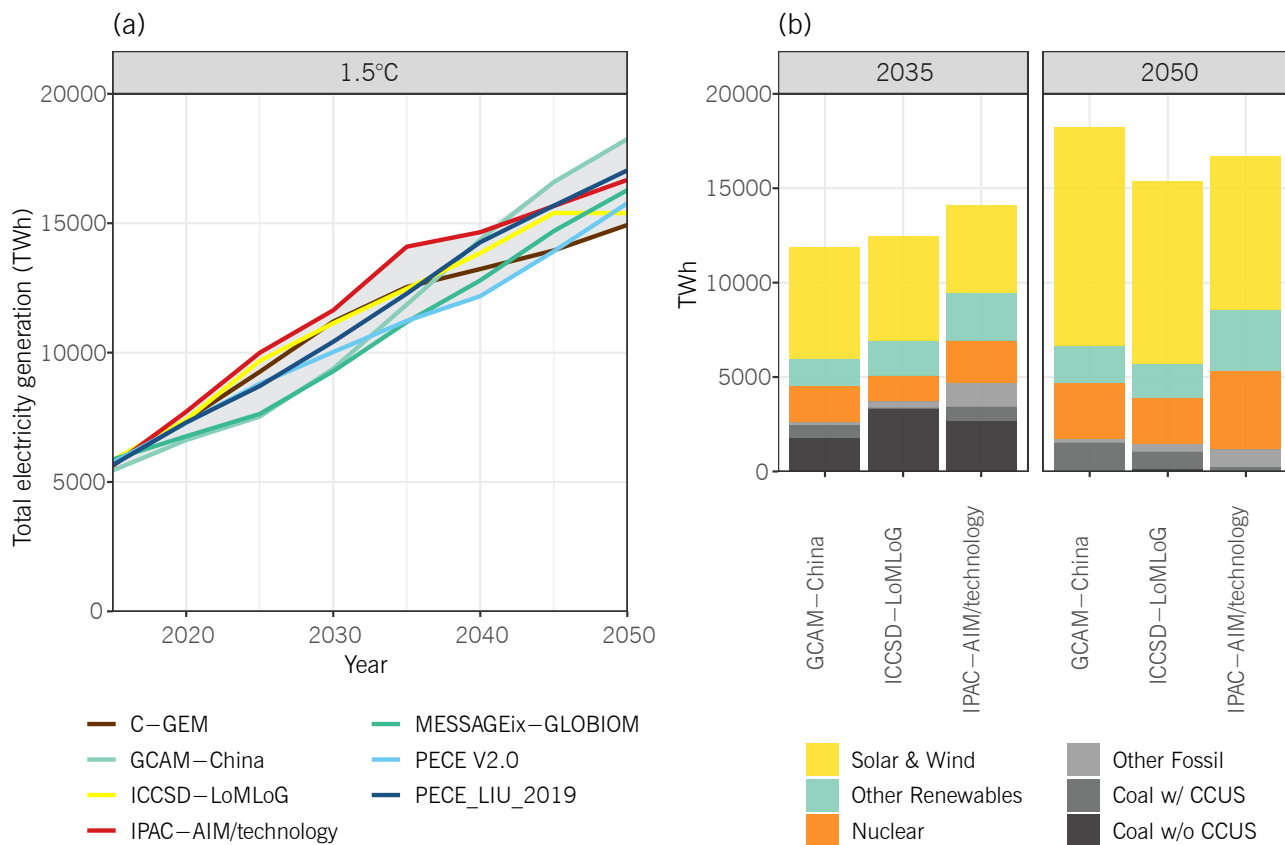 (a)
1.5°C
Total electricity generation (TWh)
20000
15000
10000
5000
0
2020
2030
2040
2050
Year
C−GEM
GCAM−China
ICCSD−LoMLoG
IPAC−AIM/technology
MESSAGEix−GLOBIOM
PECE V2.0
PECE_LIU_2019
(b)
2035
2050
TWh
20000
15000
10000
5000
0
GCAM−China
ICCSD−LoMLoG
IPAC−AIM/technology
GCAM−China
ICCSD−LoMLoG
IPAC−AIM/technology
Solar & Wind
Other Renewables
Nuclear
Other Fossil
Coal w/ CCUS
Coal w/o CCUS